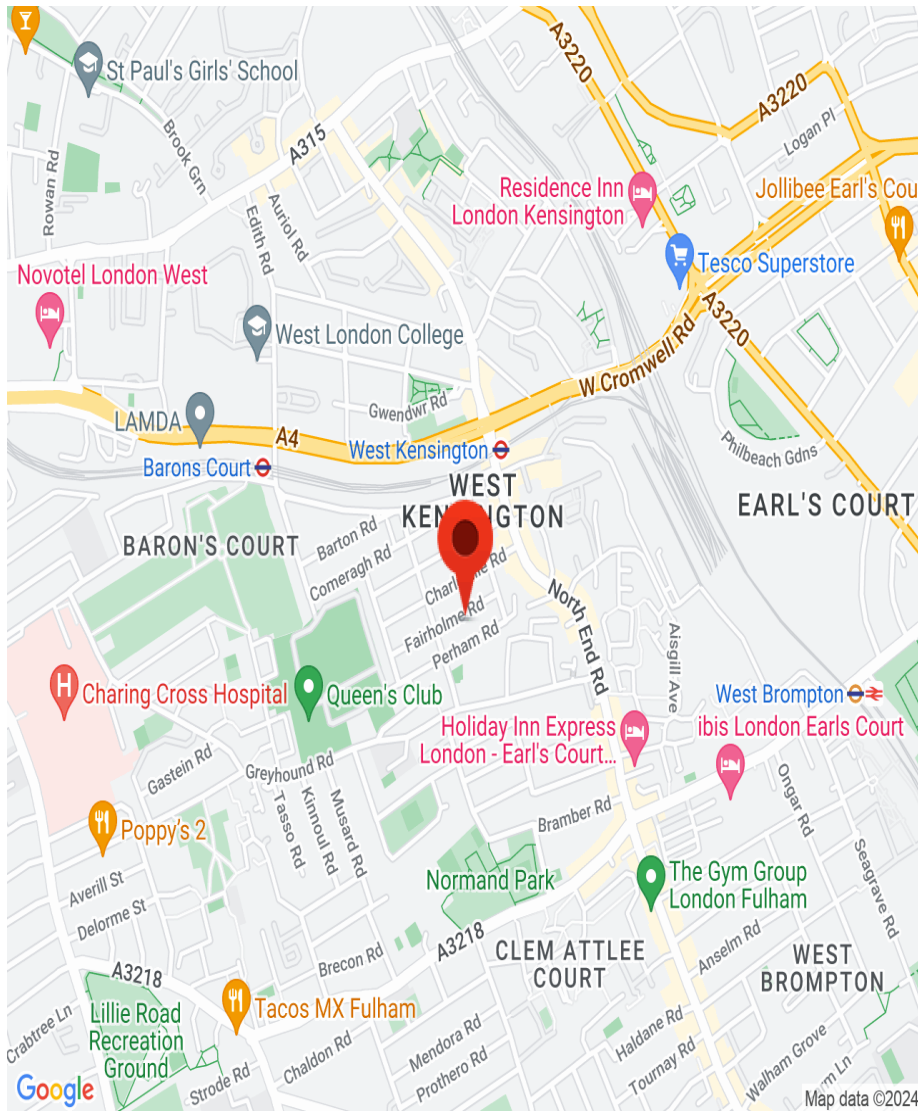 St Paul's Girls' School
A3220
A3220
Logan Pl
Brook Grn
A315
Rowan Rd
Auriol Rd
Edith Rd
Residence Inn
London Kensington
Jollibee Earl's Cou
Novotel London West
Tesco Superstore
A3220
West London College
W Cromwell Rd
Gwendwr Rd
LAMDA
A4
Philbeach Gdns
Barons Court
West Kensington
WEST
EARL'S COURT
BARON'S COURT
Barton Rd
Comeragh Rd
Fairholme Rd
Perham Rd
North End Rd
Aisgill Ave
Charing Cross Hospital
Queen's Club
West Brompton
Holiday Inn Express
London - Earl's Court...
ibis London Earls Court
Gastein Rd
Greyhound Rd
Tasso Rd
Kinnoul Rd
Musard Rd
Bramber Rd
Ongar Rd
Seagrave Rd
Poppy's 2
Averill St
Delorme St
Normand Park
The Gym Group
London Fulham
A3218
Brecon Rd
A3218
CLEM ATTLEE
COURT
Anselm Rd
WEST
BROMPTON
Crabtree Ln
Lillie Road
Recreation
Ground
Tacos MX Fulham
Chaldon Rd
Mendora Rd
Prothero Rd
Haldane Rd
Tournay Rd
Walham Grove
Strode Rd
Google
Map data ©2024